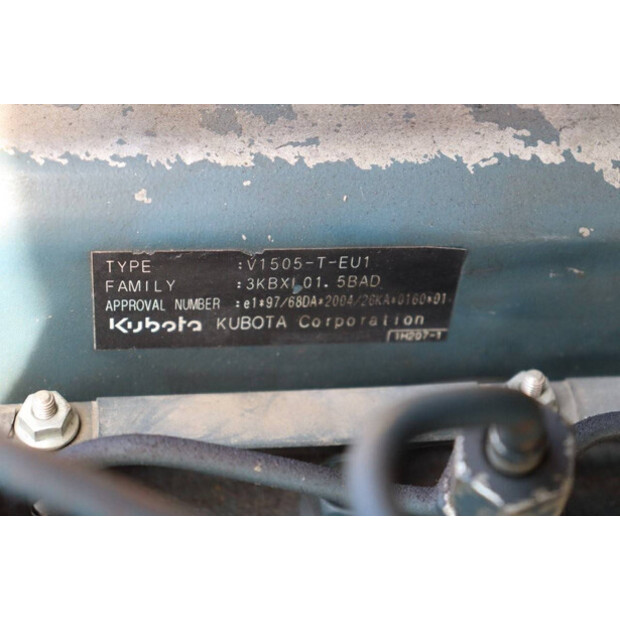 TYPE :V1505-T-EU1
FAMILY :3KBXL01.5BAD
APPROVAL NUMBER :e1*97/68DA*2004/26KA*0160*01
Kubota KUBOTA Corporation
1H207-1